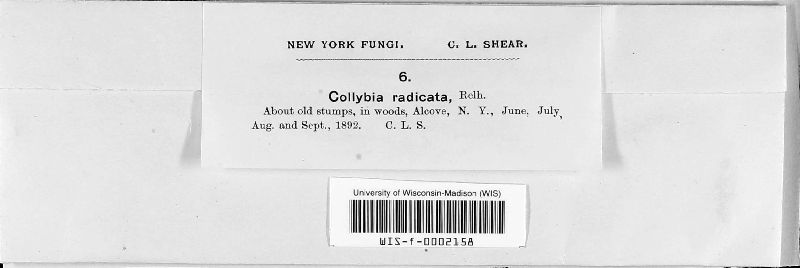 NEW YORK FUNGI. C. L. SHEAR.
6.
Collybia radicata, Relh.
About old stumps, in woods, Alcove, N. Y., June, July,
Aug. and Sept., 1892. C. L. S.
University of Wisconsin-Madison (WIS)
WIS-f-0002158